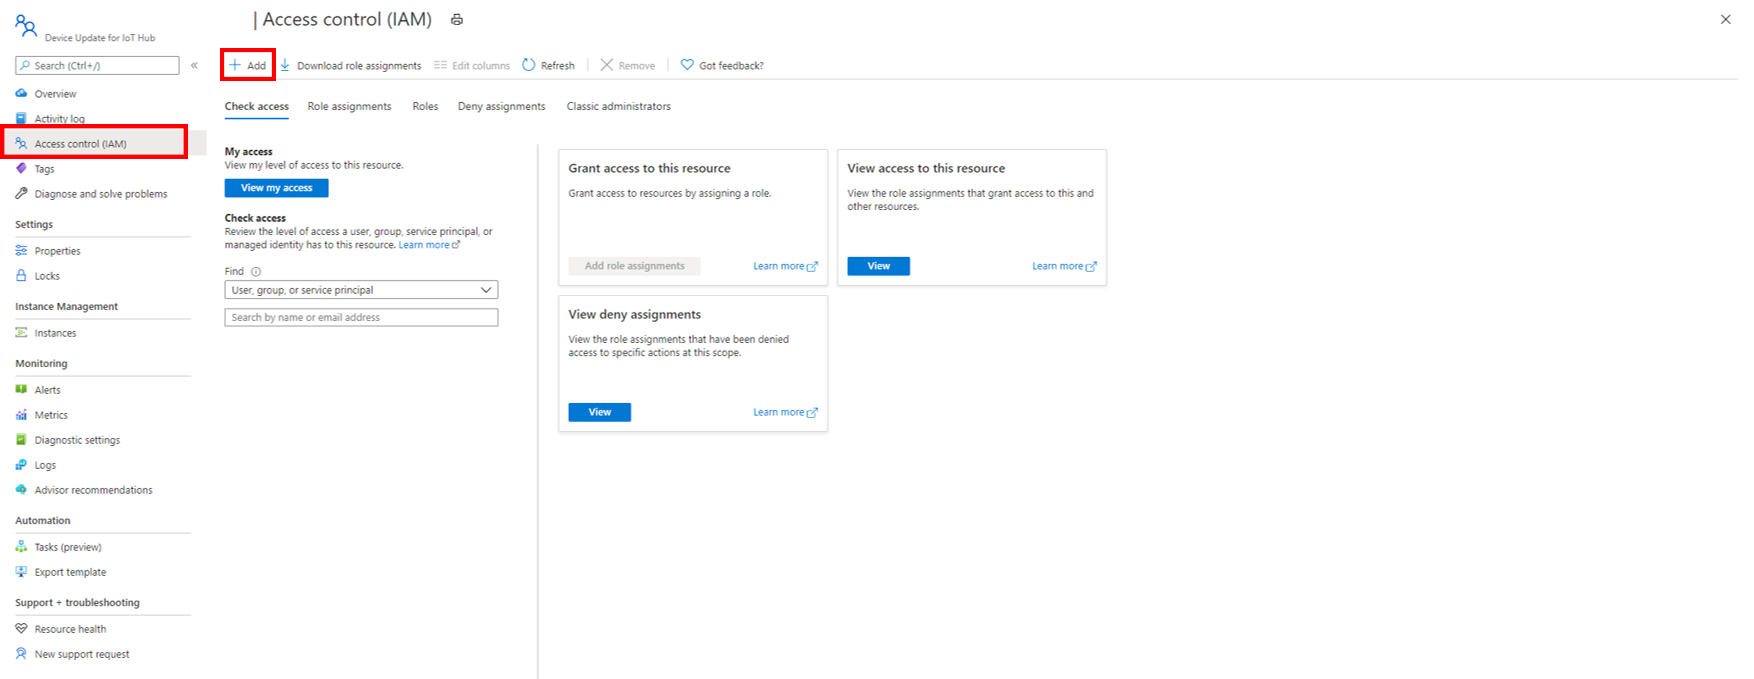 | Access control (IAM)
Device Update for IoT Hub
Search (Ctrl+/)
«
Overview
Activity log
Access control (IAM)
Tags
Diagnose and solve problems
Settings
Properties
Locks
Instance Management
Instances
Monitoring
Alerts
Metrics
Diagnostic settings
Logs
Advisor recommendations
Automation
Tasks (preview)
Export template
Support + troubleshooting
Resource health
New support request
Add
Download role assignments
Edit columns
Refresh
Remove
Got feedback?
Check access
Role assignments
Roles
Deny assignments
Classic administrators
My access
View my level of access to this resource.
View my access
Check access
Review the level of access a user, group, service principal, or
managed identity has to this resource. Learn more
Find
User, group, or service principal
Search by name or email address
Grant access to this resource
Grant access to resources by assigning a role.
Add role assignments
Learn more
View access to this resource
View the role assignments that grant access to this and
other resources.
View
Learn more
View deny assignments
View the role assignments that have been denied
access to specific actions at this scope.
View
Learn more